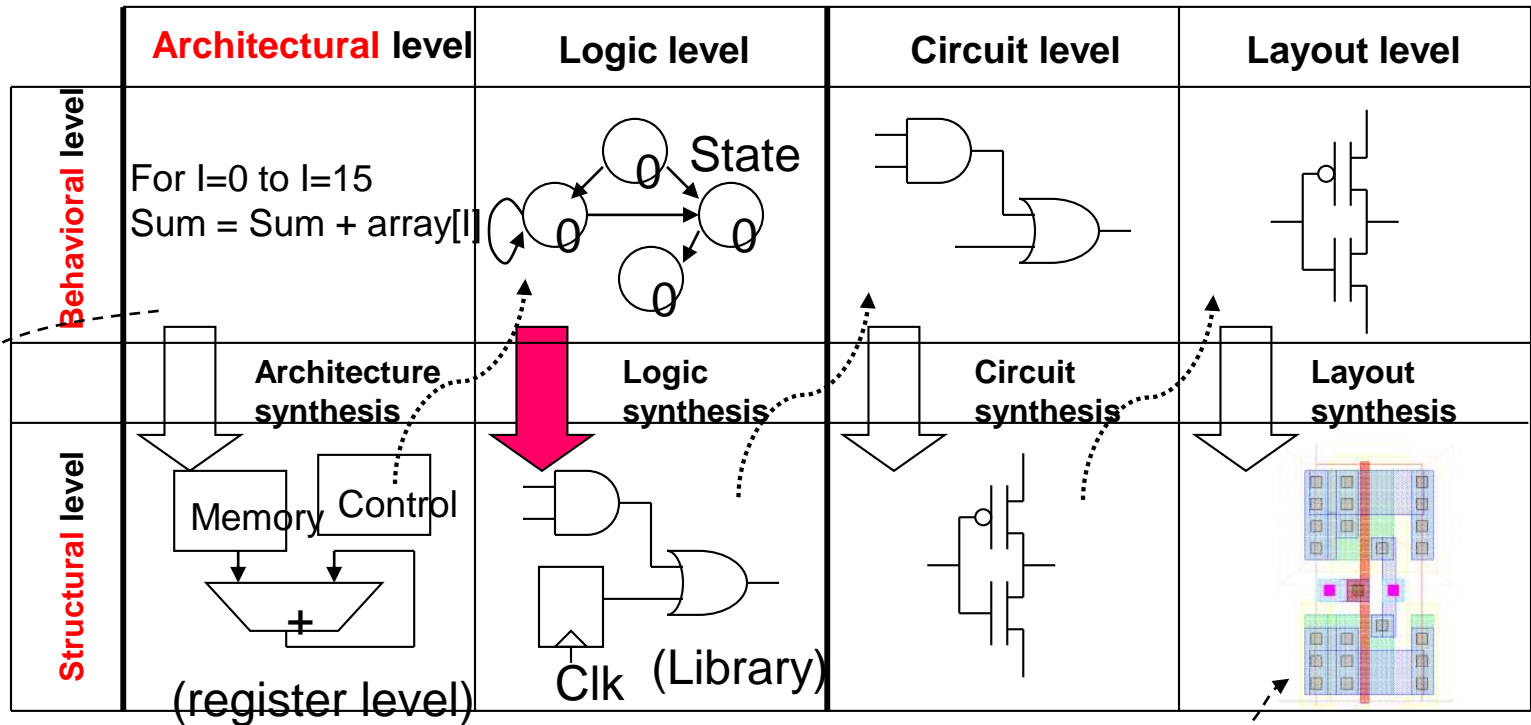 Architectural level
Logic level
Circuit level
Layout level
Behavioral level
For I=0 to I=15
Sum = Sum + array[I]
State
0
0
0
0
Architecture
synthesis
Logic
synthesis
Circuit
synthesis
Layout
synthesis
Structural level
Memory
Control
+
(register level)
Clk
(Library)